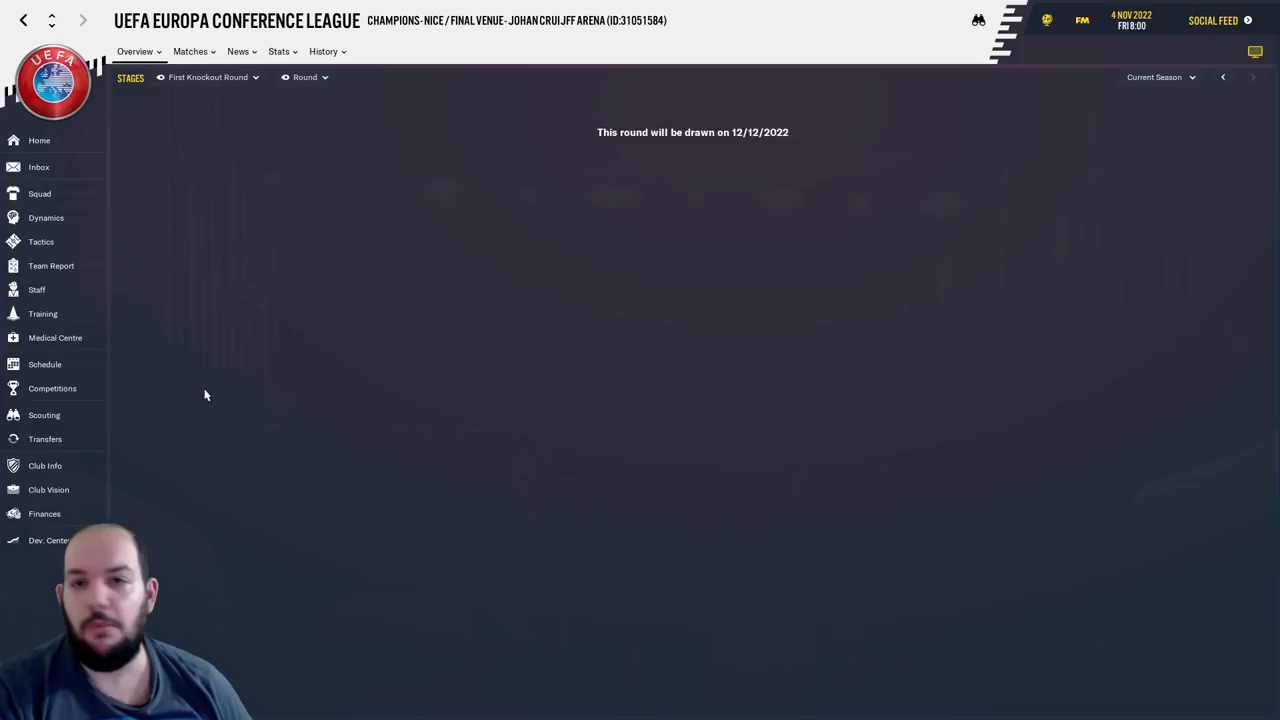 UEFA EUROPA CONFERENCE LEAGUE CHAMPIONS - NICE / FINAL VENUE - JOHAN CRUIJFF ARENA (ID:31051584)
FM
4 NOV 2022
FRI 8:00
SOCIAL FEED
Overview Matches News Stats History
UEFA
STAGES First Knockout Round Round Current Season
This round will be drawn on 12/12/2022
Home
Inbox
Squad
Dynamics
Tactics
Team Report
Staff
Training
Medical Centre
Schedule
Competitions
Scouting
Transfers
Club Info
Club Vision
Finances
Dev. Cente